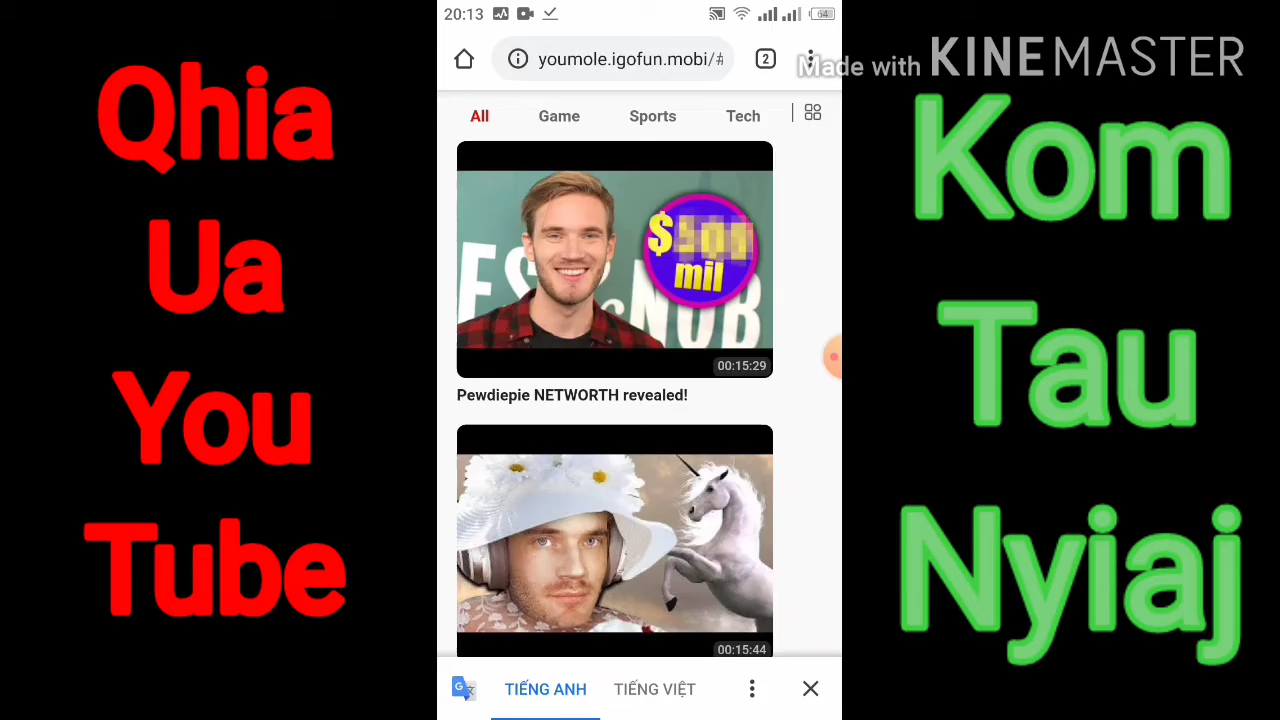 Qhia
Ua
You
Tube
20:13
64
youmole.igofun.mobi/#
2
All
Game
Sports
Tech
$
mil
00:15:29
Pewdiepie NETWORTH revealed!
00:15:44
TIẾNG ANH
TIẾNG VIỆT
Made with KINEMASTER
Kom
Tau
Nyiaj